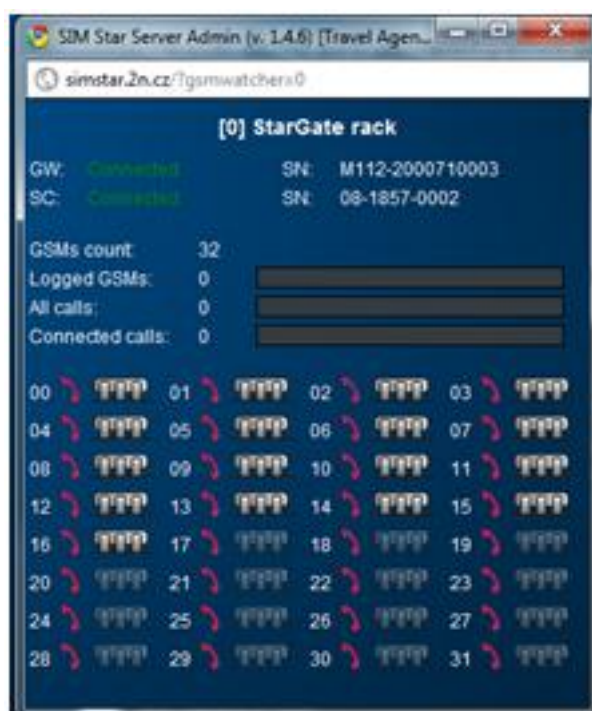 SIM Star Server Admin (v. 1.4.6) [Travel Agen...
simstar.2n.cz/?gsmwatcher=0
[0] StarGate rack
GW: Connected SN: M112-2000710003
SC: Connected SN: 08-1857-0002
GSMs count: 32
Logged GSMs: 0
All calls: 0
Connected calls: 0
00 01 02 03
04 05 06 07
08 09 10 11
12 13 14 15
16 17 18 19
20 21 22 23
24 25 26 27
28 29 30 31